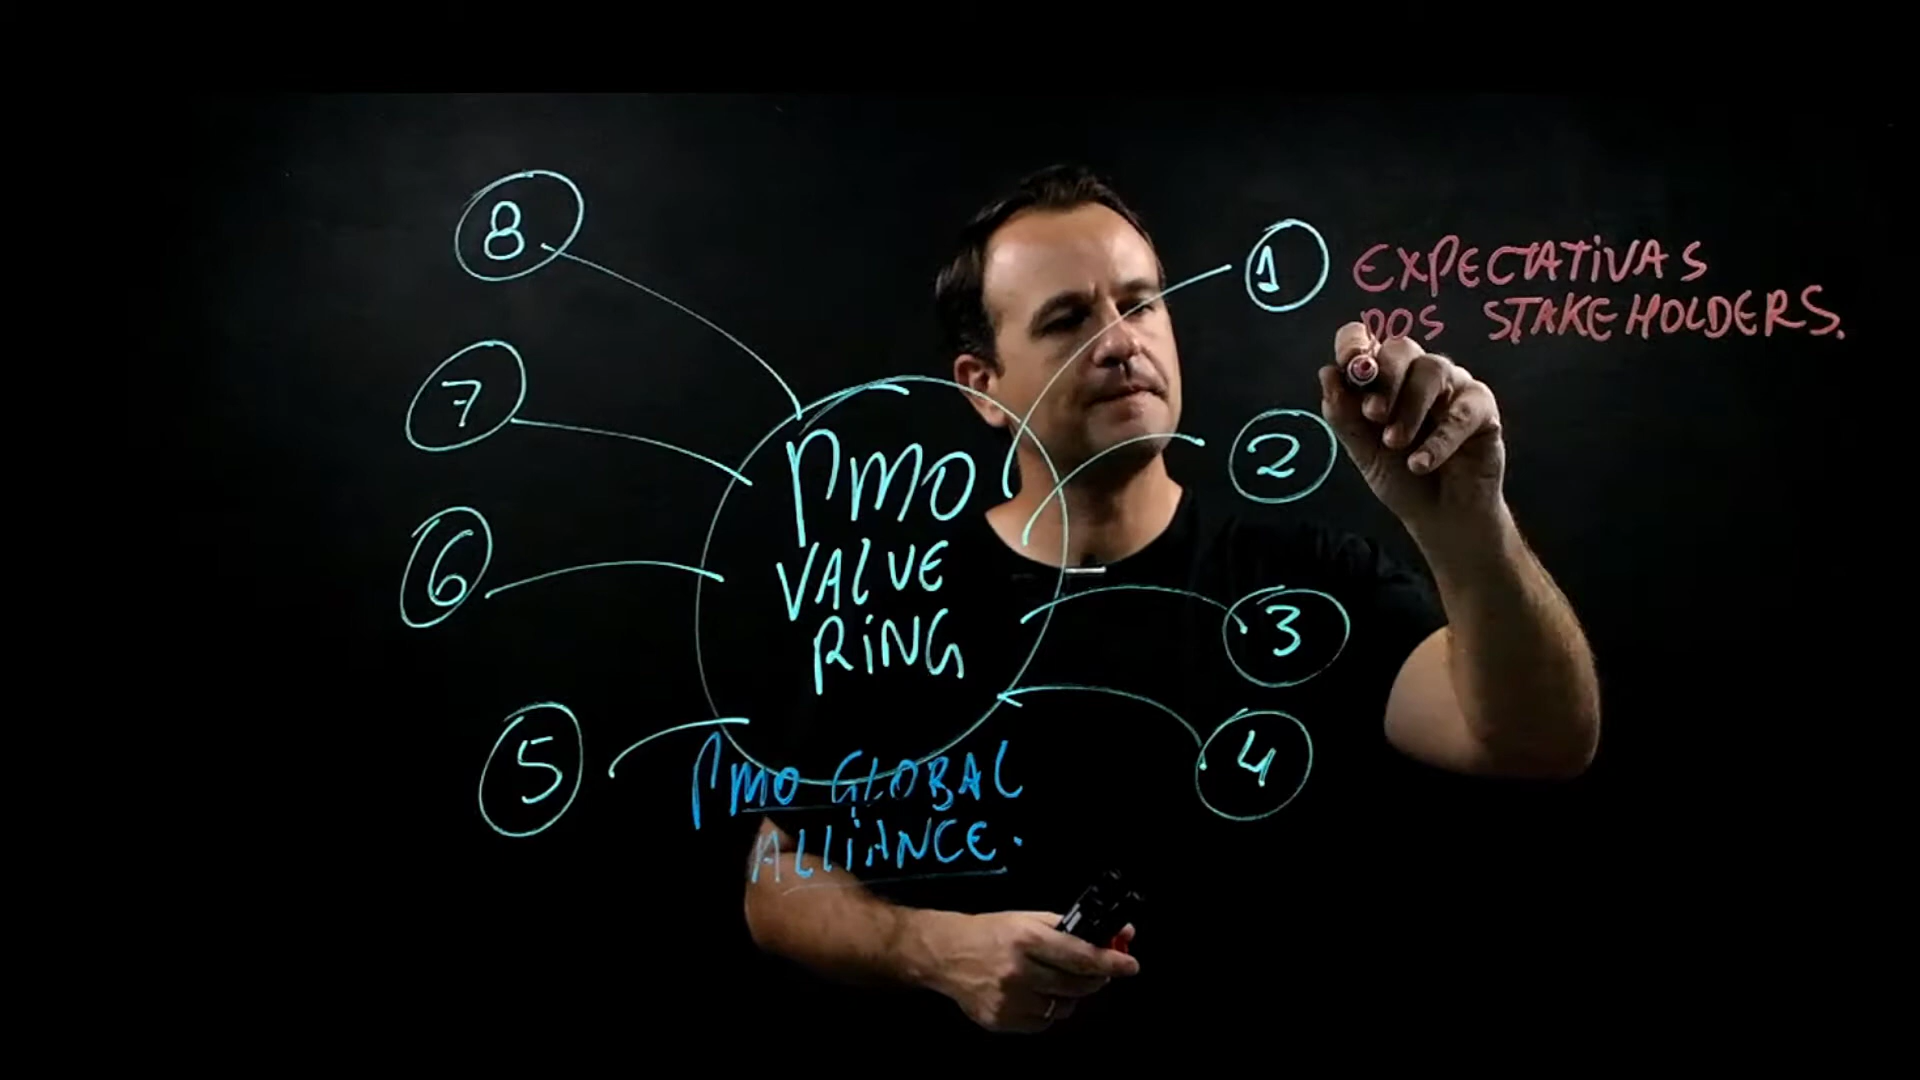 8
1
EXPECTATIVAS
DOS STAKEHOLDERS.
7
2
PMO
VALUE
RING
6
3
5
4
PMO GLOBAL
ALLIANCE.